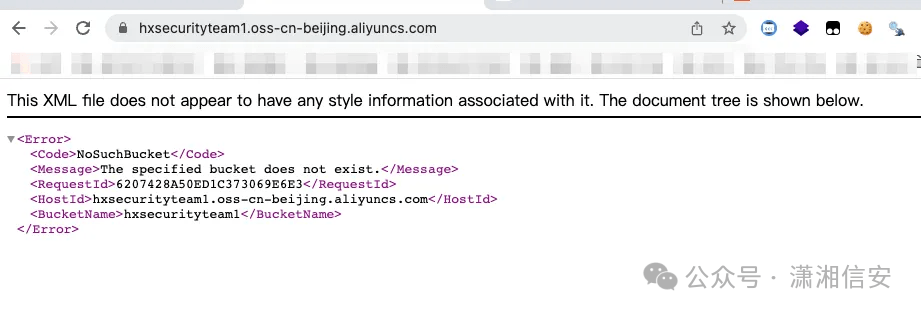 hxsecurityteam1.oss-cn-beijing.aliyuncs.com
This XML file does not appear to have any style information associated with it. The document tree is shown below.
<Error>
<Code>NoSuchBucket</Code>
<Message>The specified bucket does not exist.</Message>
<RequestId>6207428A50ED1C373069E6E3</RequestId>
<HostId>hxsecurityteam1.oss-cn-beijing.aliyuncs.com</HostId>
<BucketName>hxsecurityteam1</BucketName>
</Error>
公众号 · 潇湘信安